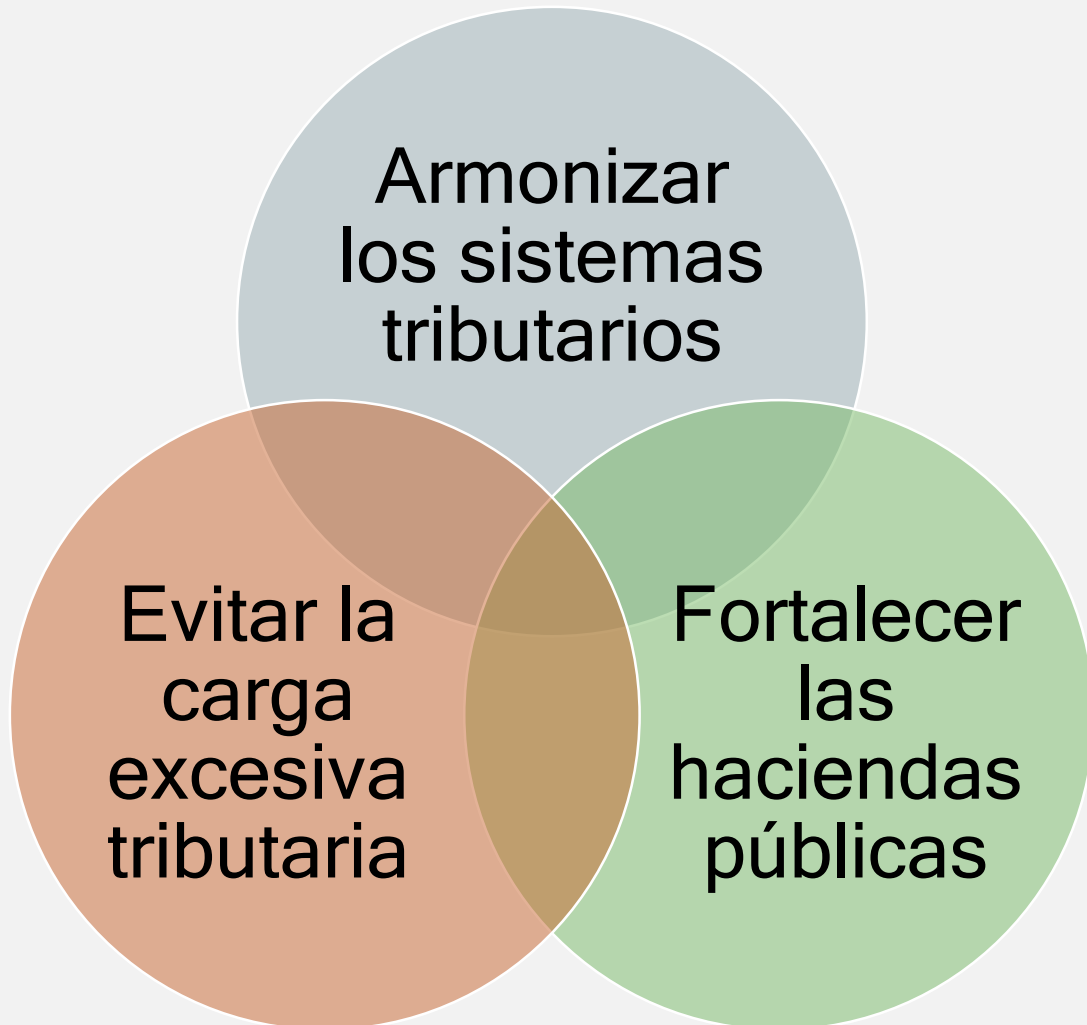 Armonizar
los sistemas
tributarios
Evitar la
carga
excesiva
tributaria
Fortalecer
las
haciendas
públicas